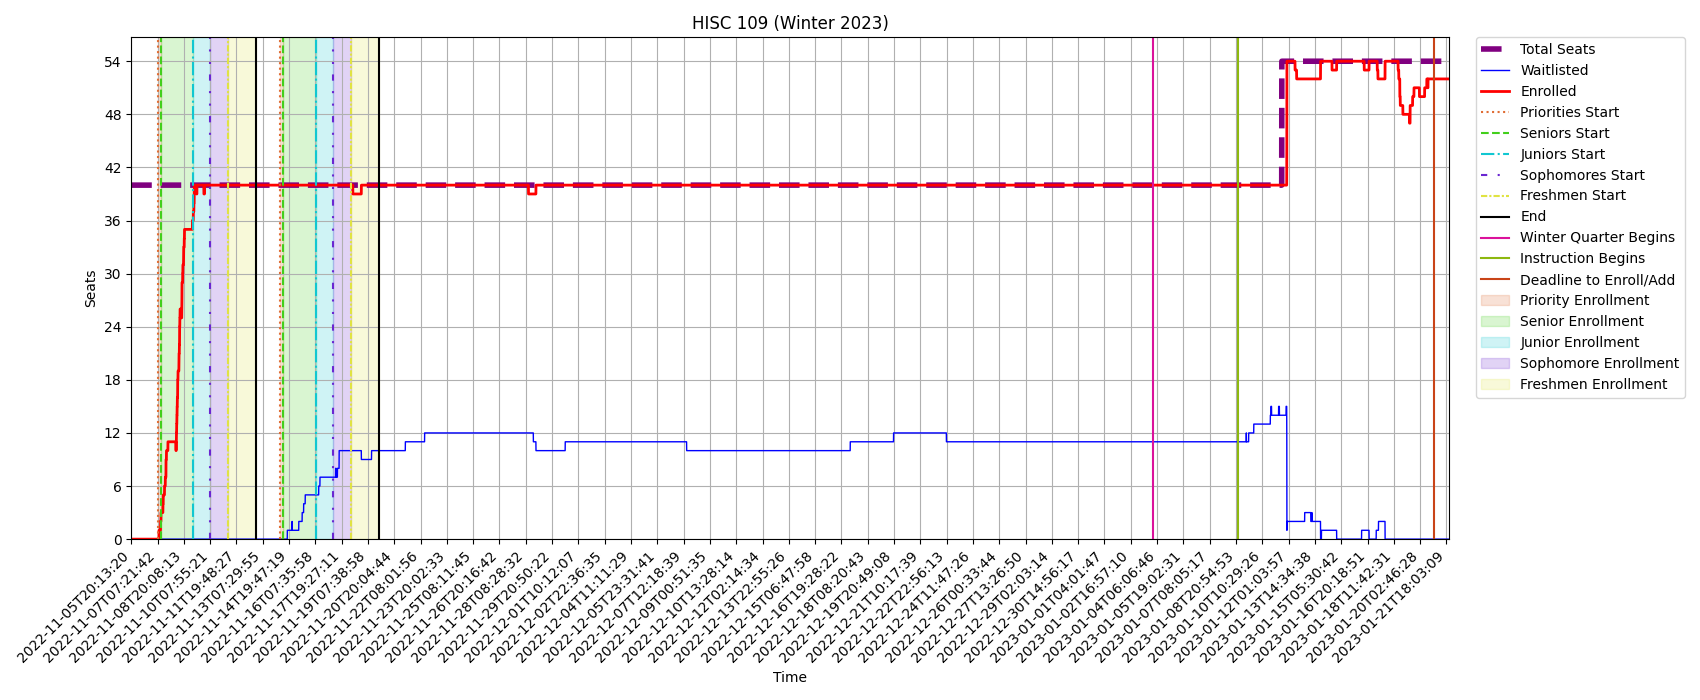 HISC 109 (Winter 2023)
Seats
54
48
42
36
30
24
18
12
6
0
2022-11-05T20:13:20
2022-11-07T07:21:42
2022-11-08T20:08:13
2022-11-10T07:55:21
2022-11-11T19:48:27
2022-11-13T07:29:55
2022-11-14T19:47:19
2022-11-16T07:35:58
2022-11-17T19:27:11
2022-11-19T07:38:58
2022-11-20T20:04:44
2022-11-22T08:01:56
2022-11-23T20:02:33
2022-11-25T08:11:45
2022-11-26T20:16:42
2022-11-28T08:28:32
2022-11-29T20:50:22
2022-12-01T10:12:07
2022-12-02T22:36:35
2022-12-04T11:11:29
2022-12-05T23:31:41
2022-12-07T12:18:39
2022-12-09T00:51:35
2022-12-10T13:28:14
2022-12-12T02:14:34
2022-12-13T22:55:26
2022-12-15T06:47:58
2022-12-16T19:28:22
2022-12-18T08:20:43
2022-12-19T20:49:08
2022-12-21T10:17:39
2022-12-22T22:56:13
2022-12-24T11:47:26
2022-12-26T00:33:44
2022-12-27T13:26:50
2022-12-29T02:03:14
2022-12-30T14:56:17
2023-01-01T04:01:47
2023-01-02T16:57:10
2023-01-04T06:06:46
2023-01-05T19:02:31
2023-01-07T08:05:17
2023-01-08T20:54:53
2023-01-10T10:29:26
2023-01-12T01:03:57
2023-01-13T14:34:38
2023-01-15T05:30:42
2023-01-16T20:18:51
2023-01-18T11:42:31
2023-01-20T02:46:28
2023-01-21T18:03:09
Time
Total Seats
Waitlisted
Enrolled
Priorities Start
Seniors Start
Juniors Start
Sophomores Start
Freshmen Start
End
Winter Quarter Begins
Instruction Begins
Deadline to Enroll/Add
Priority Enrollment
Senior Enrollment
Junior Enrollment
Sophomore Enrollment
Freshmen Enrollment